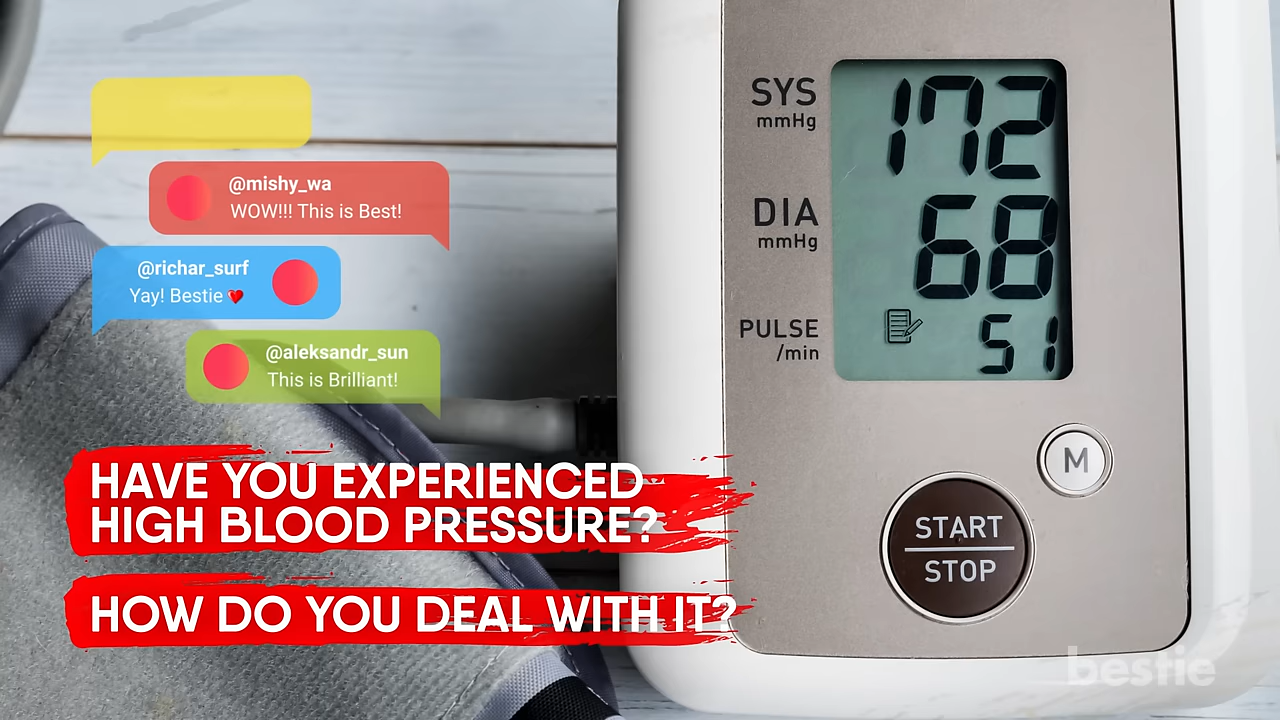 @mishy_wa
WOW!!! This is Best!
@richar_surf
Yay! Bestie ❤
@aleksandr_sun
This is Brilliant!
HAVE YOU EXPERIENCED
HIGH BLOOD PRESSURE?
HOW DO YOU DEAL WITH IT?
SYS
mmHg
172
DIA
mmHg
68
PULSE
/min
51
M
START
STOP
bestie